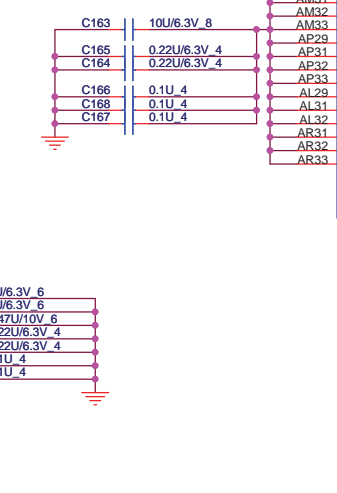 AM32
C163 10U/6.3V_8 AM33
AP29
C165 0.22U/6.3V_4 AP31
C164 0.22U/6.3V_4 AP32
AP33
C166 0.1U_4 AL29
C168 0.1U_4 AL31
C167 0.1U_4 AL32
AR31
AR32
AR33
/6.3V_6
/6.3V_6
47U/10V_6
22U/6.3V_4
22U/6.3V_4
1U_4
1U_4